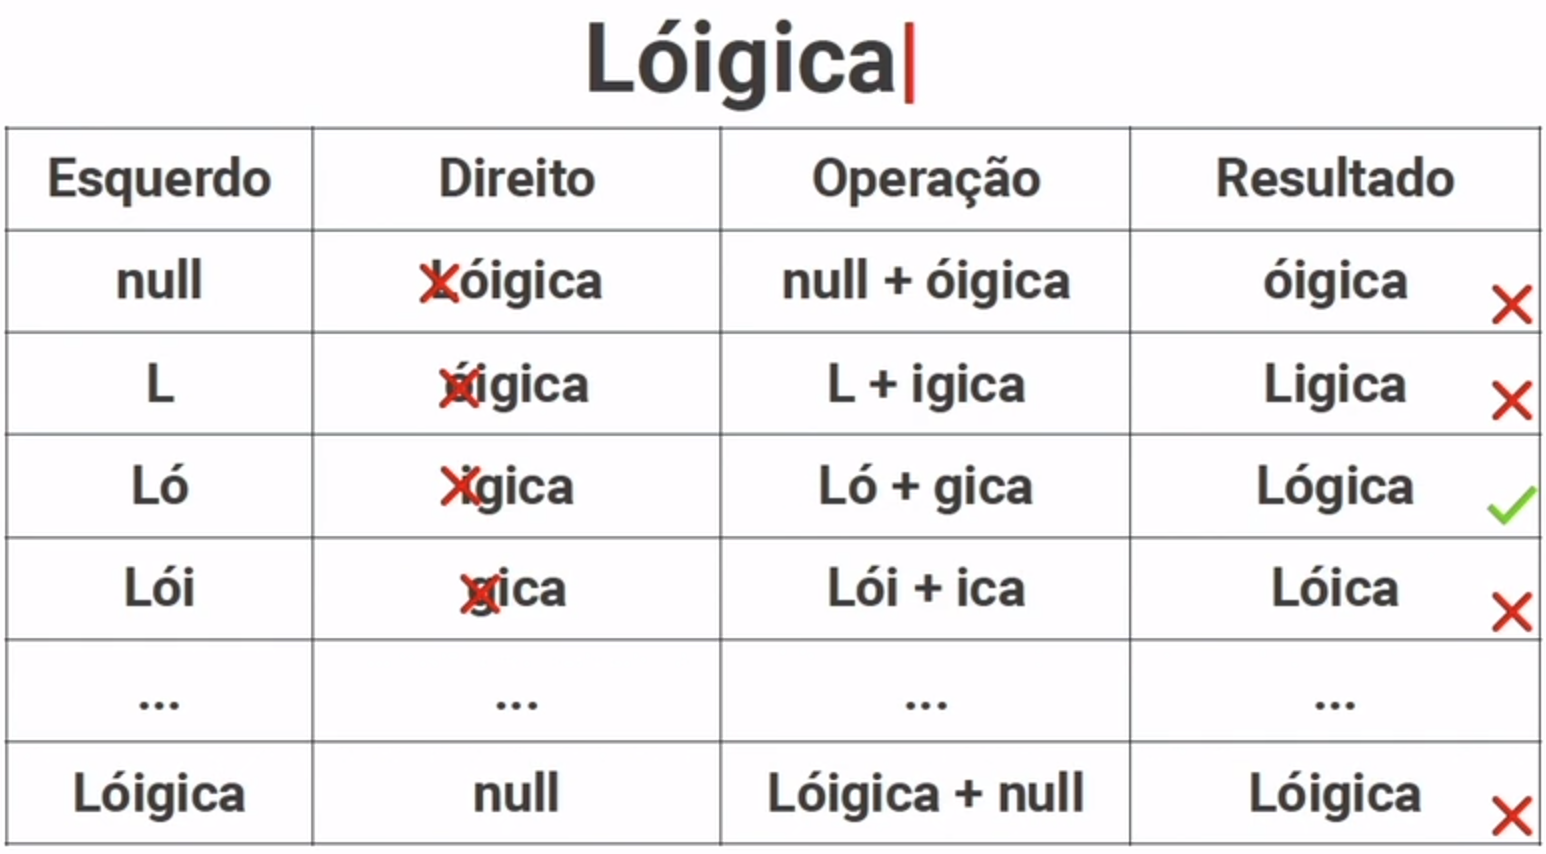 Lóigica
Esquerdo Direito Operação Resultado
null Lóigica null + óigica óigica
L óigica L + igica Ligica
Ló igica Ló + gica Lógica
Lói gica Lói + ica Lóica
... ... ... ...
Lóigica null Lóigica + null Lóigica